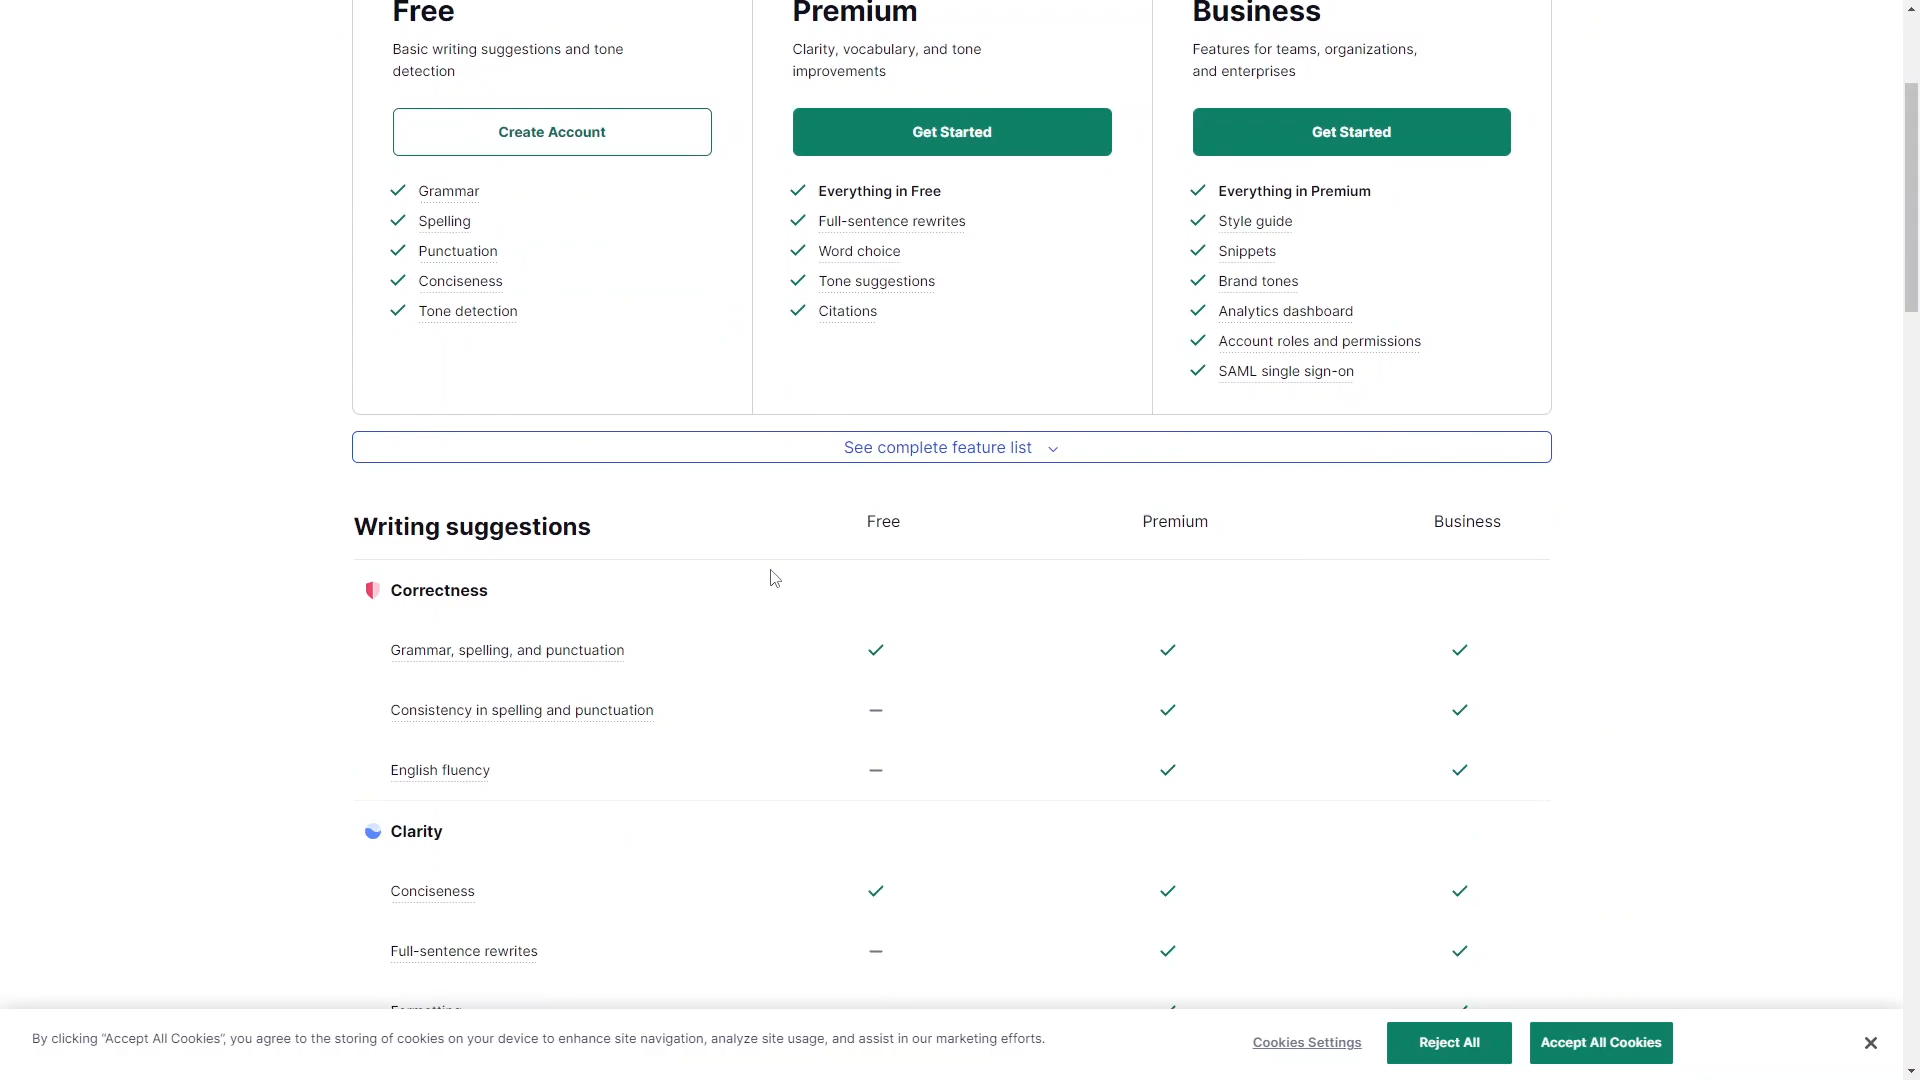 Free
Basic writing suggestions and tone
detection
Create Account
Grammar
Spelling
Punctuation
Conciseness
Tone detection
Premium
Clarity, vocabulary, and tone
improvements
Get Started
Everything in Free
Full-sentence rewrites
Word choice
Tone suggestions
Citations
Business
Features for teams, organizations,
and enterprises
Get Started
Everything in Premium
Style guide
Snippets
Brand tones
Analytics dashboard
Account roles and permissions
SAML single sign-on
See complete feature list
Writing suggestions Free Premium Business
Correctness
Grammar, spelling, and punctuation
Consistency in spelling and punctuation
English fluency
Clarity
Conciseness
Full-sentence rewrites
By clicking “Accept All Cookies”, you agree to the storing of cookies on your device to enhance site navigation, analyze site usage, and assist in our marketing efforts.
Cookies Settings
Reject All
Accept All Cookies